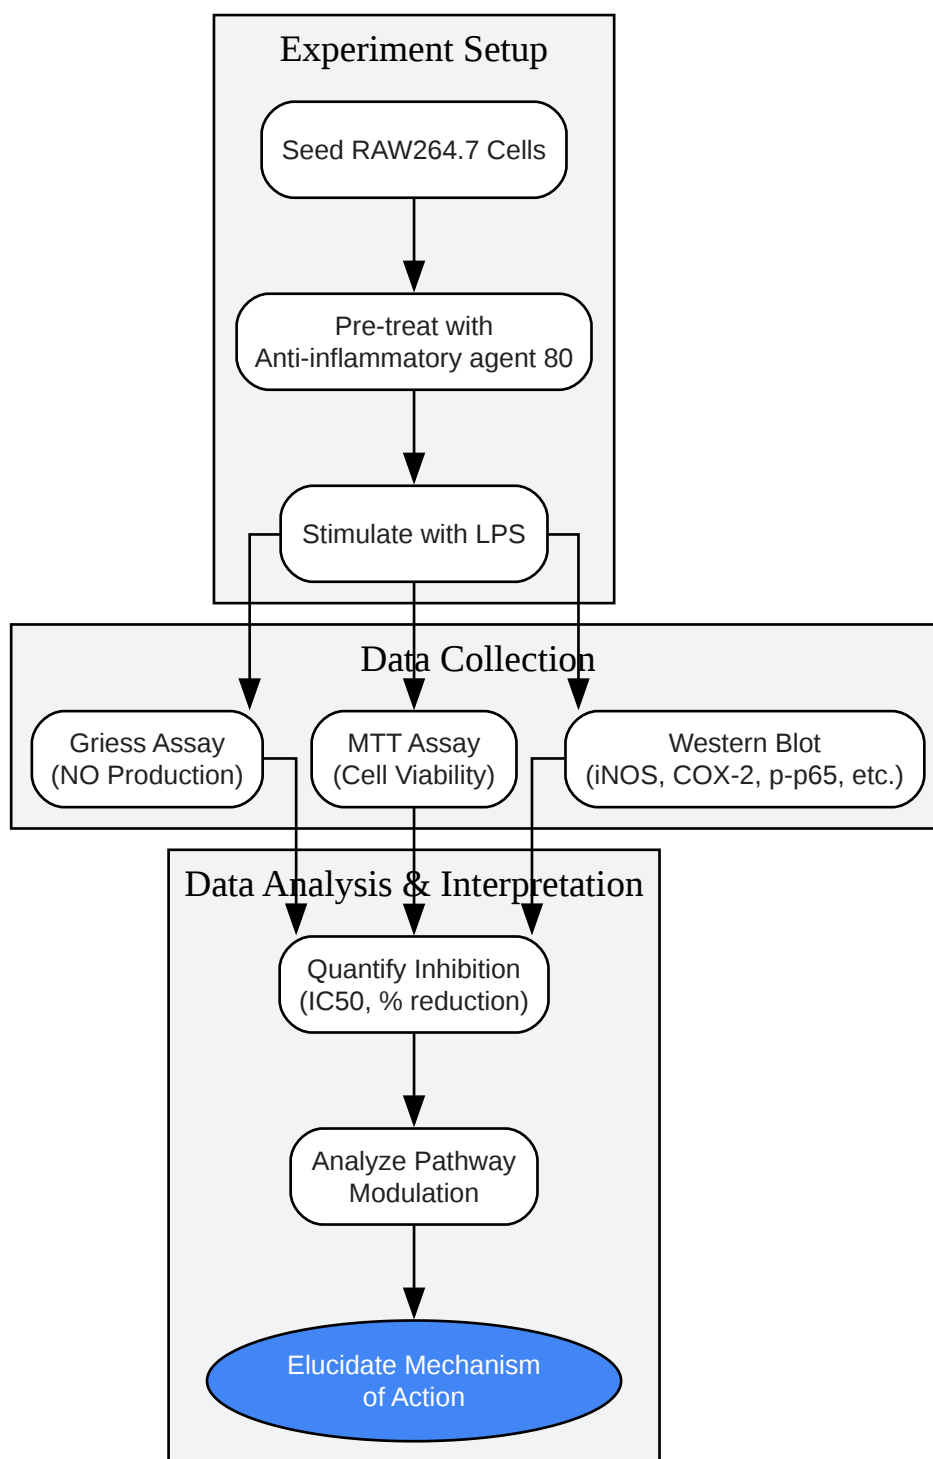 Experiment Setup
Seed RAW264.7 Cells
Pre-treat with
Anti-inflammatory agent 80
Stimulate with LPS
Data Collection
Griess Assay
(NO Production)
MTT Assay
(Cell Viability)
Western Blot
(iNOS, COX-2, p-p65, etc.)
Data Analysis & Interpretation
Quantify Inhibition
(IC50, % reduction)
Analyze Pathway
Modulation
Elucidate Mechanism
of Action